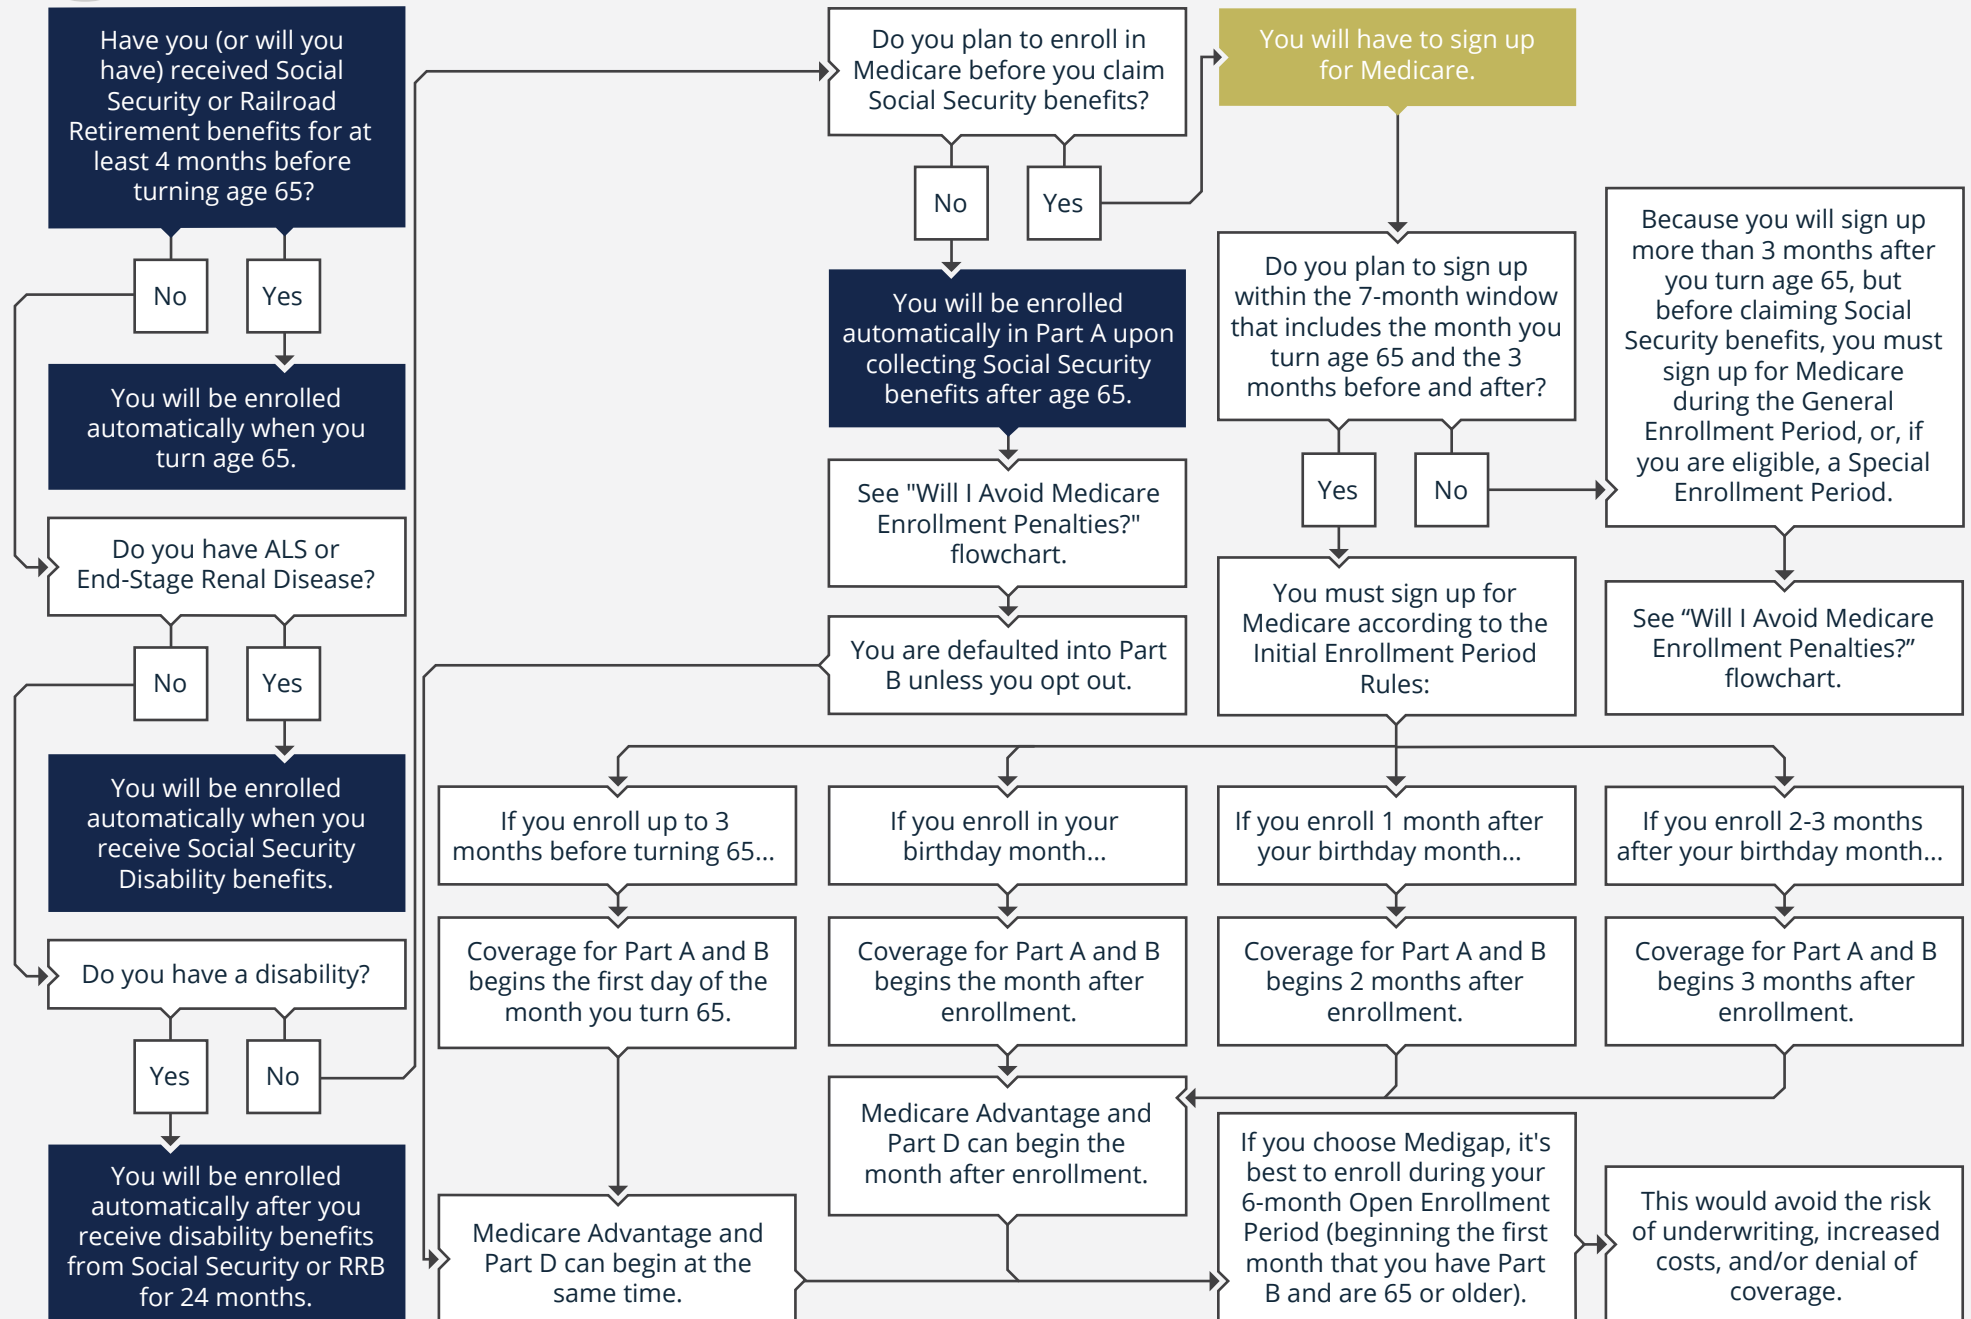 Have you (or will you
have) received Social
Security or Railroad
Retirement benefits for at
least 4 months before
turning age 65?
No
Yes
You will be enrolled
automatically when you
turn age 65.
Do you have ALS or
End-Stage Renal Disease?
No
Yes
You will be enrolled
automatically when you
receive Social Security
Disability benefits.
Do you have a disability?
Yes
No
You will be enrolled
automatically after you
receive disability benefits
from Social Security or RRB
for 24 months.
Do you plan to enroll in
Medicare before you claim
Social Security benefits?
No
Yes
You will be enrolled
automatically in Part A upon
collecting Social Security
benefits after age 65.
See "Will I Avoid Medicare
Enrollment Penalties?"
flowchart.
You are defaulted into Part
B unless you opt out.
You will have to sign up
for Medicare.
Do you plan to sign up
within the 7-month window
that includes the month you
turn age 65 and the 3
months before and after?
Yes
No
Because you will sign up
more than 3 months after
you turn age 65, but
before claiming Social
Security benefits, you must
sign up for Medicare
during the General
Enrollment Period, or, if
you are eligible, a Special
Enrollment Period.
See “Will I Avoid Medicare
Enrollment Penalties?”
flowchart.
You must sign up for
Medicare according to the
Initial Enrollment Period
Rules:
If you enroll up to 3
months before turning 65...
Coverage for Part A and B
begins the first day of the
month you turn 65.
Medicare Advantage and
Part D can begin at the
same time.
If you enroll in your
birthday month...
Coverage for Part A and B
begins the month after
enrollment.
Medicare Advantage and
Part D can begin the
month after enrollment.
If you enroll 1 month after
your birthday month...
Coverage for Part A and B
begins 2 months after
enrollment.
If you enroll 2-3 months
after your birthday month...
Coverage for Part A and B
begins 3 months after
enrollment.
If you choose Medigap, it's
best to enroll during your
6-month Open Enrollment
Period (beginning the first
month that you have Part
B and are 65 or older).
This would avoid the risk
of underwriting, increased
costs, and/or denial of
coverage.